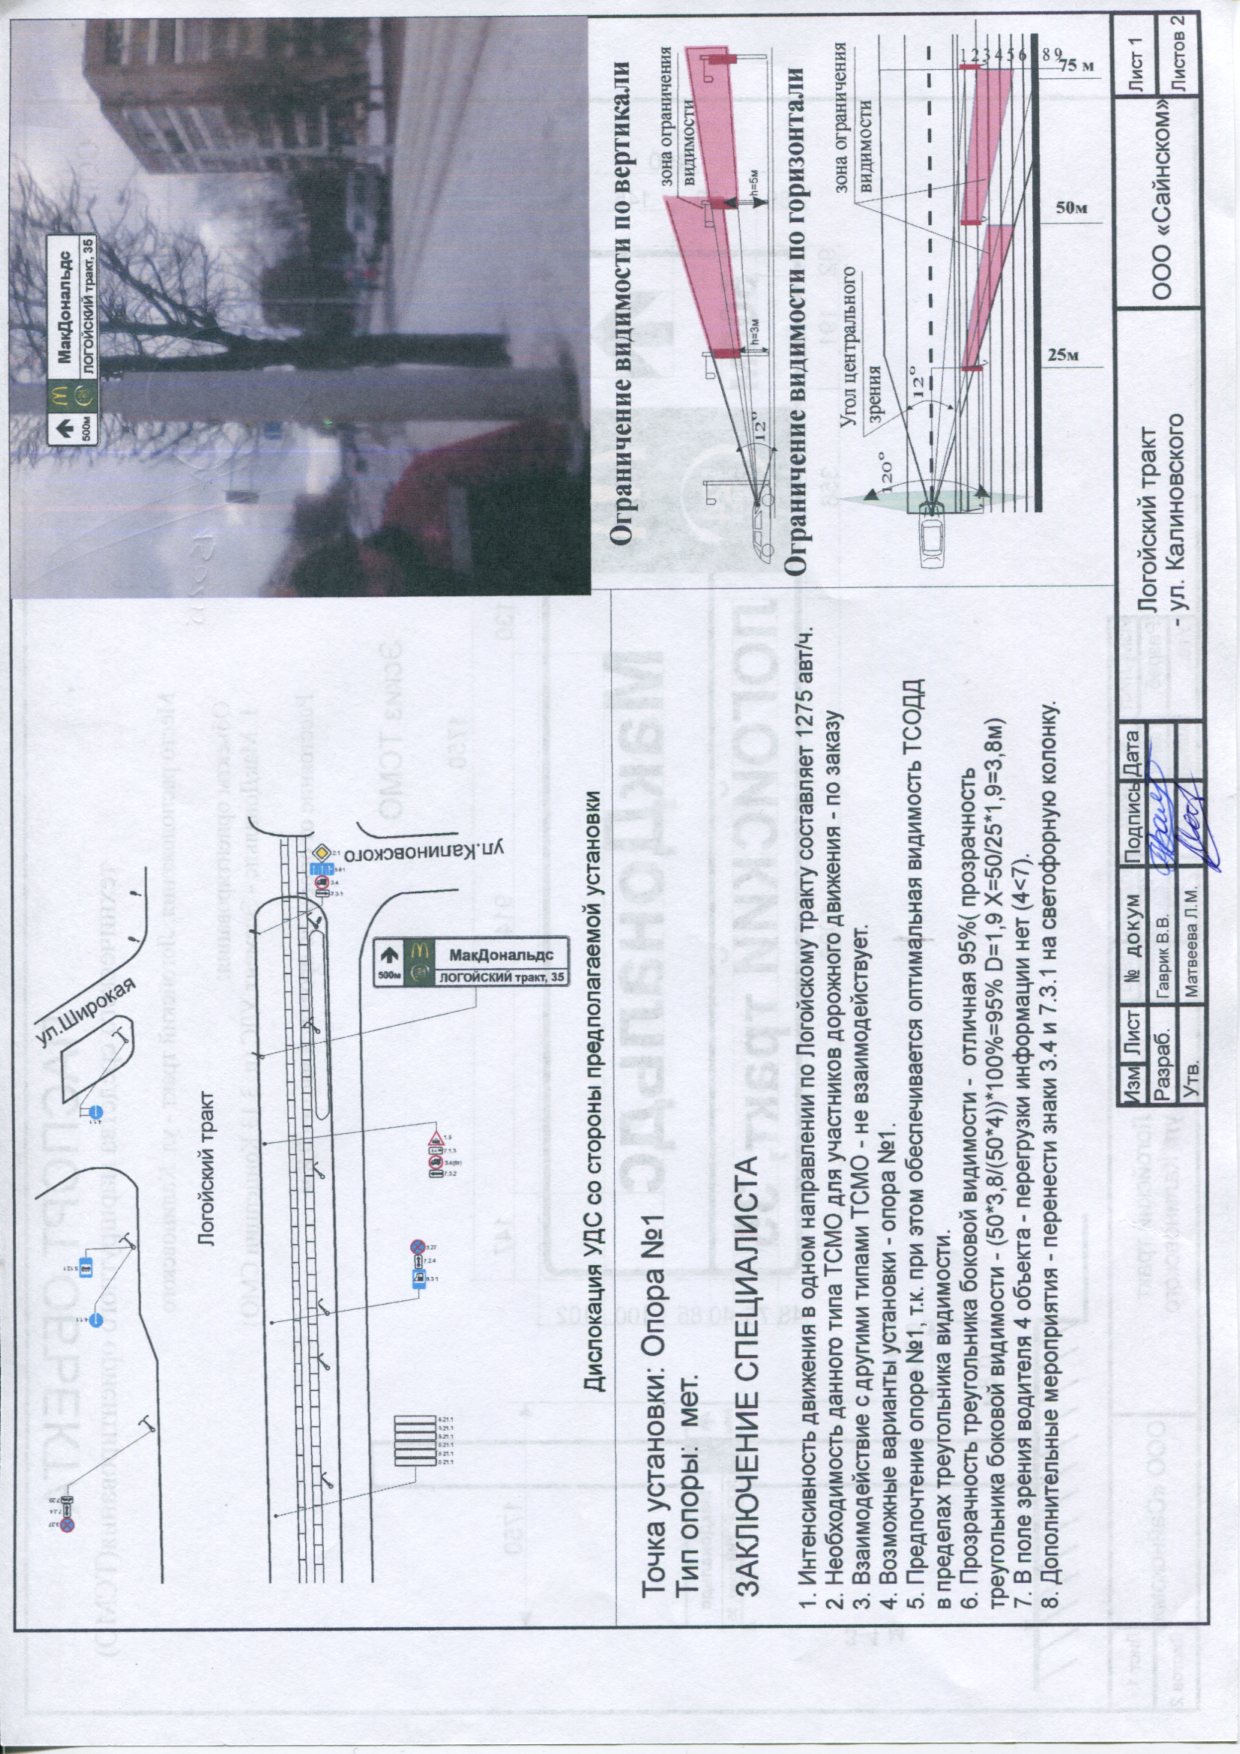 ул.Широкая
Логойский тракт
ул.Калиновского
500м
МакДональдс
ЛОГОЙСКИЙ тракт, 35
Дислокация УДС со стороны предполагаемой установки
500м
МакДональдс
ЛОГОЙСКИЙ тракт, 35
Точка установки: Опора №1
Тип опоры: мет.
ЗАКЛЮЧЕНИЕ СПЕЦИАЛИСТА
1. Интенсивность движения в одном направлении по Логойскому тракту составляет 1275 авт/ч.
2. Необходимость данного типа ТСМО для участников дорожного движения - по заказу
3. Взаимодействие с другими типами ТСМО - не взаимодействует.
4. Возможные варианты установки - опора №1.
5. Предпочтение опоре №1, т.к. при этом обеспечивается оптимальная видимость ТСОДД
в пределах треугольника видимости.
6. Прозрачность треугольника боковой видимости - отличная 95%( прозрачность
треугольника боковой видимости - (50*3,8/(50*4))*100%=95% D=1,9 X=50/25*1,9=3,8м)
7. В поле зрения водителя 4 объекта - перегрузки информации нет (4<7).
8. Дополнительные мероприятия - перенести знаки 3.4 и 7.3.1 на светофорную колонку.
Ограничение видимости по вертикали
зона ограничения
видимости
12°
h=3м
h=5м
Ограничение видимости по горизонтали
Угол центрального
зрения
зона ограничения
видимости
120°
12°
1 2 3 4 5 6 8 9
25м
50м
75 м
Изм Лист № докум Подпись Дата
Разраб. Гаврик В.В.
Утв. Матвеева Л.М.
Логойский тракт
- ул. Калиновского
ООО «Сайнском»
Лист 1
Листов 2